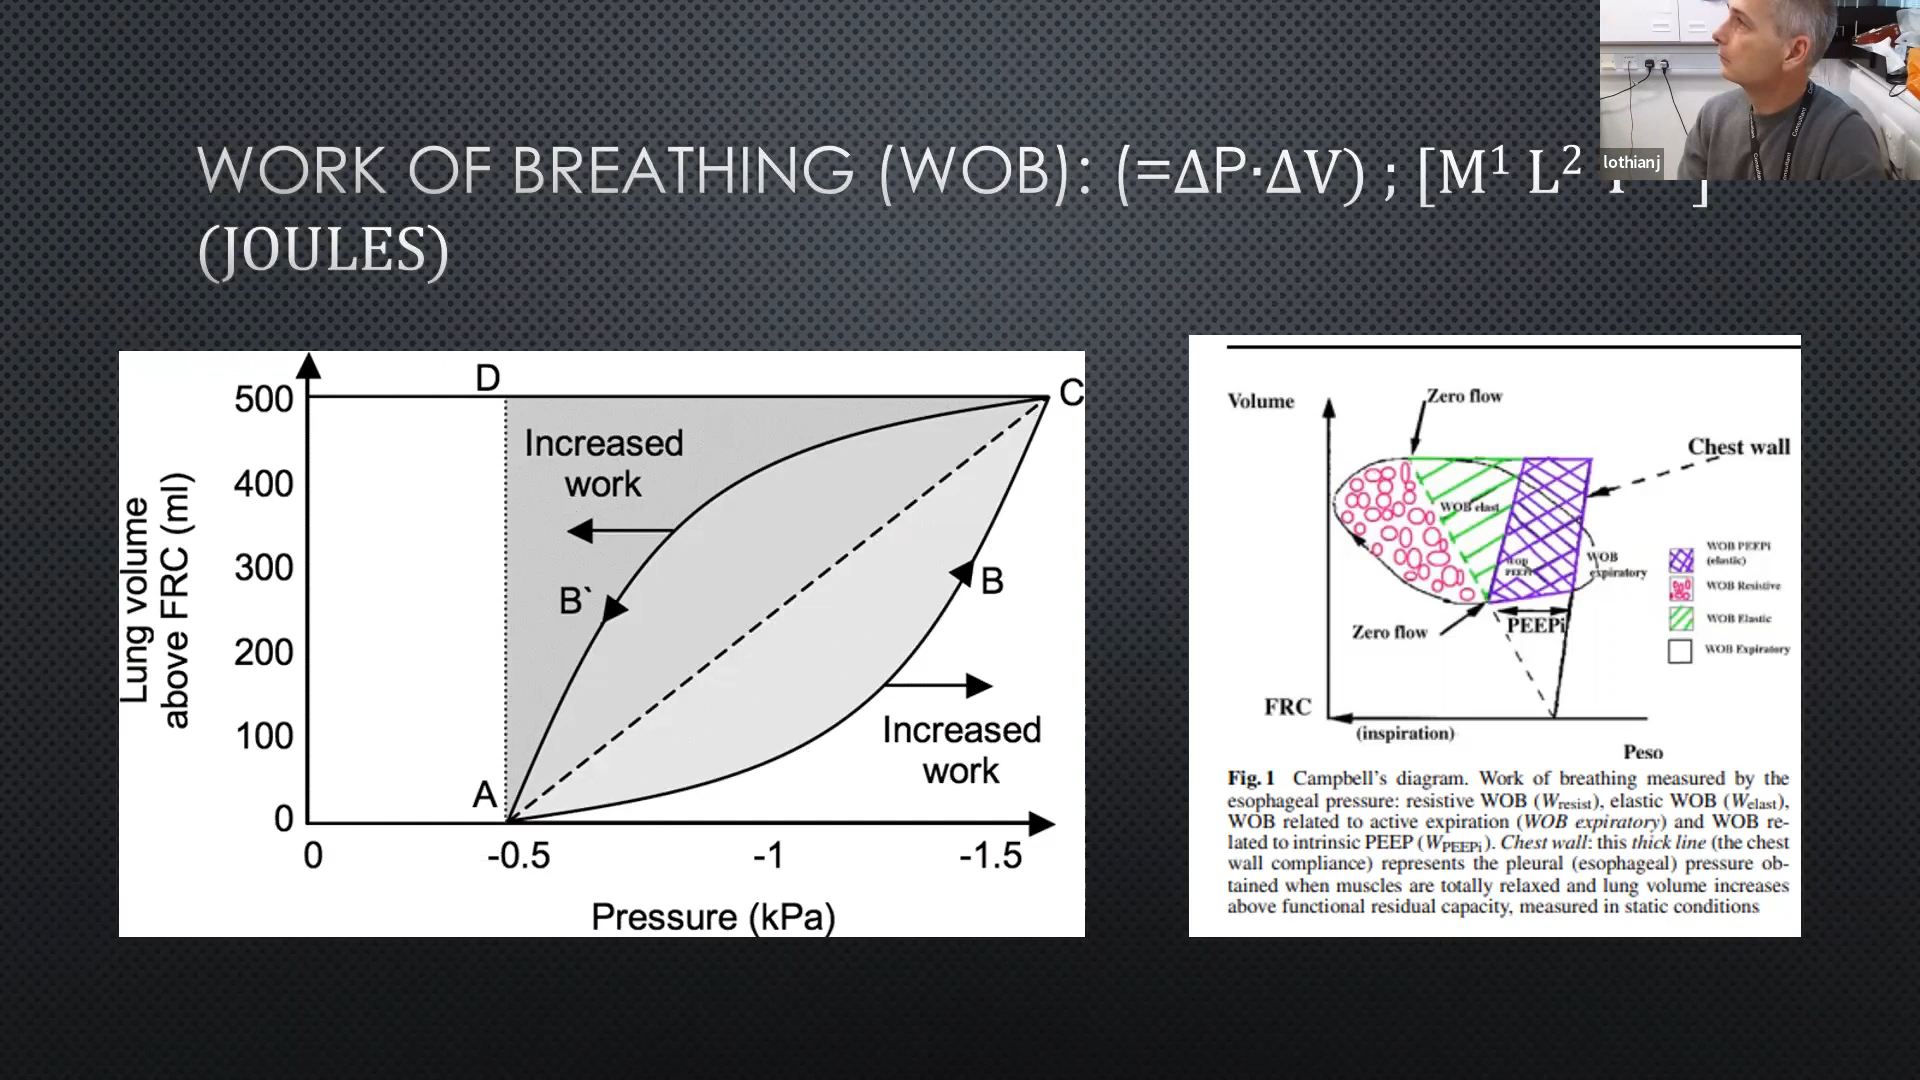 WORK OF BREATHING (WOB): (=ΔP·ΔV) ; [M¹ L² ]
(JOULES)
lothianj
Consultant
D
C
500
400
300
200
100
0
Increased
work
B`
B
Increased
work
A
Lung volume
above FRC (ml)
0
-0.5
-1
-1.5
Pressure (kPa)
Volume
Zero flow
Chest wall
WOB elast
WOB
PEEPi
WOB
expiratory
WOB PEEPi
(elastic)
WOB Resistive
WOB Elastic
WOB Expiratory
Zero flow
PEEPi
FRC
(inspiration)
Peso
Fig. 1 Campbell's diagram. Work of breathing measured by the
esophageal pressure: resistive WOB (Wresist), elastic WOB (Welast),
WOB related to active expiration (WOB expiratory) and WOB re-
lated to intrinsic PEEP (WPEEPi). Chest wall: this thick line (the chest
wall compliance) represents the pleural (esophageal) pressure ob-
tained when muscles are totally relaxed and lung volume increases
above functional residual capacity, measured in static conditions